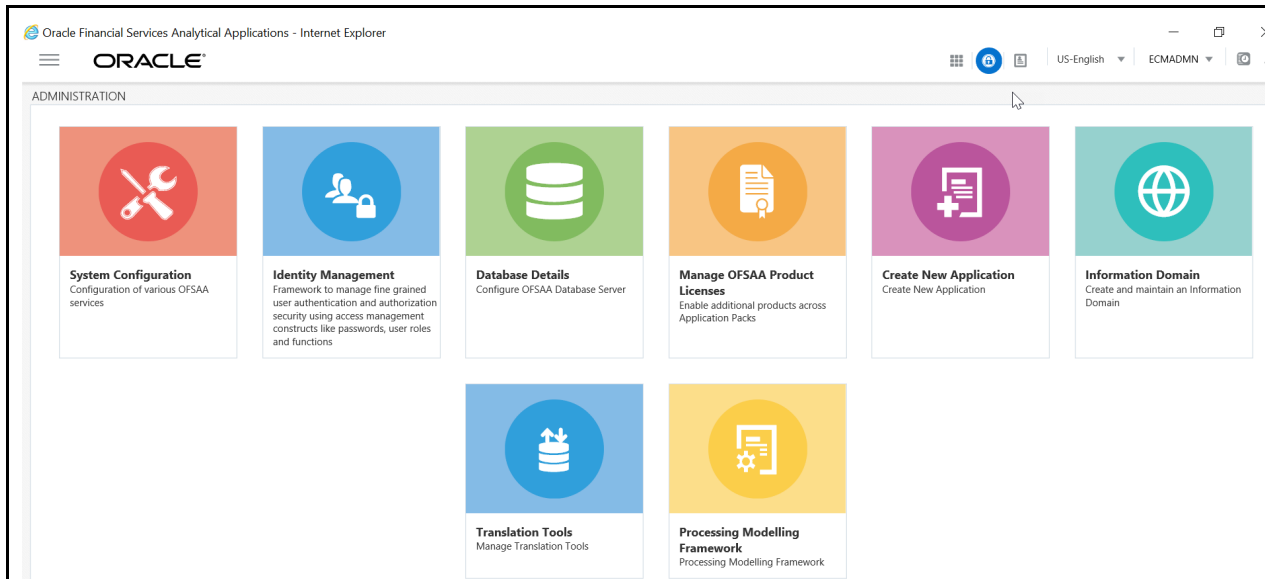 Oracle Financial Services Analytical Applications - Internet Explorer
ORACLE
US-English
ECMADMN
ADMINISTRATION
System Configuration
Configuration of various OFSAA
services
Identity Management
Framework to manage fine grained
user authentication and authorization
security using access management
constructs like passwords, user roles
and functions
Database Details
Configure OFSAA Database Server
Manage OFSAA Product
Licenses
Enable additional products across
Application Packs
Create New Application
Create New Application
Information Domain
Create and maintain an Information
Domain
Translation Tools
Manage Translation Tools
Processing Modelling
Framework
Processing Modelling Framework